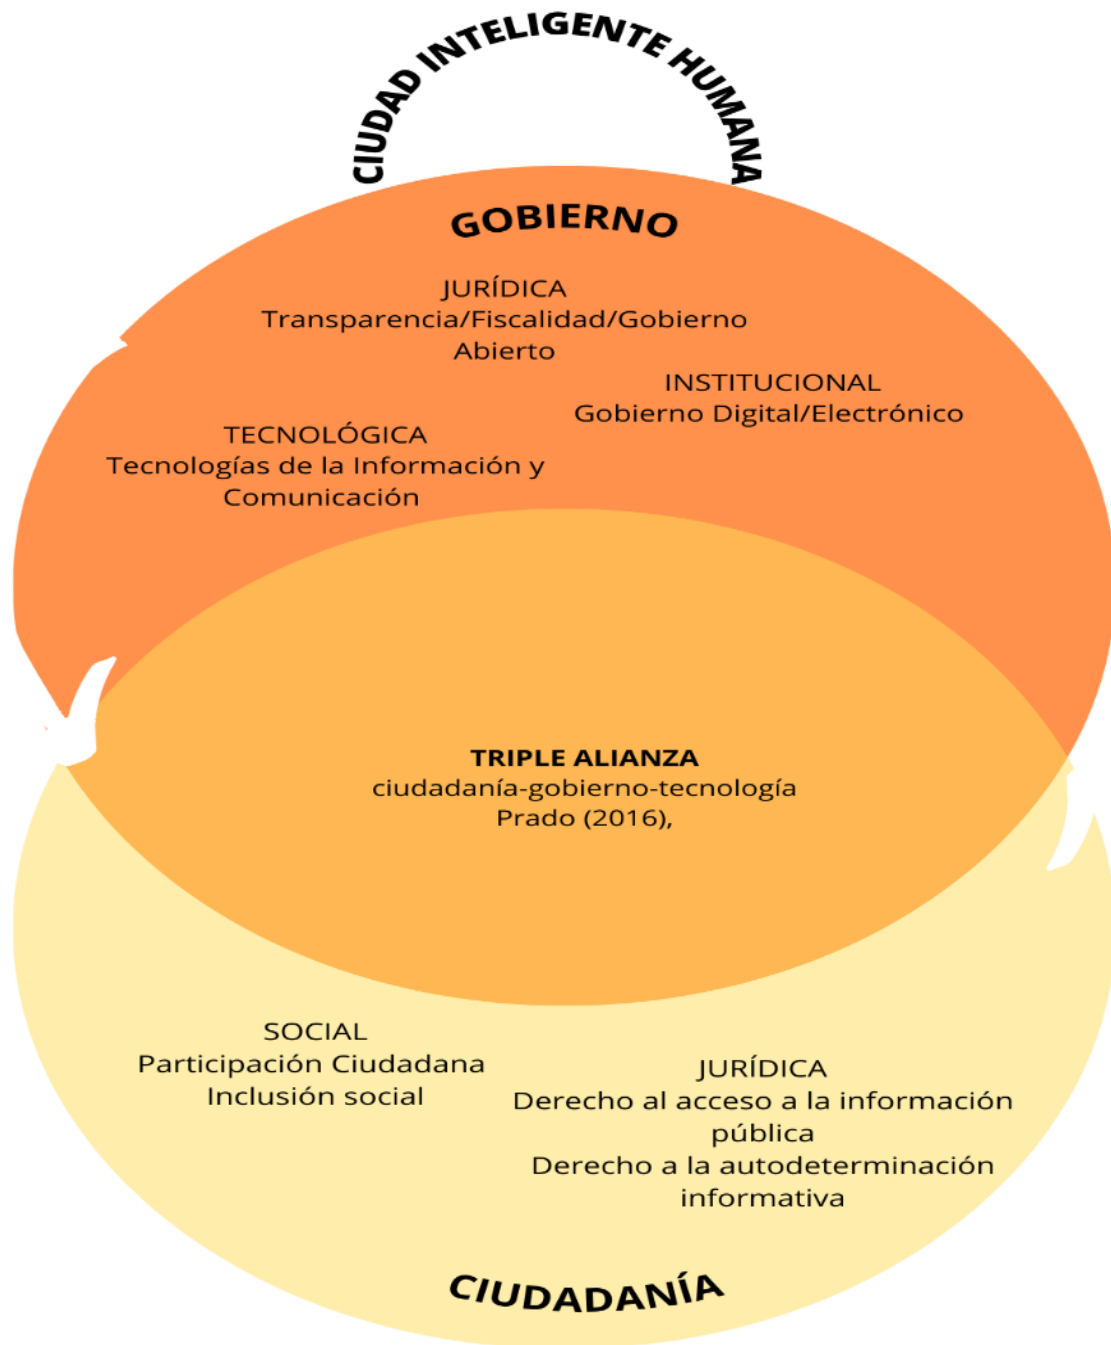 CIUDAD INTELIGENTE HUMANA
GOBIERNO
JURÍDICA
Transparencia/Fiscalidad/Gobierno
Abierto
INSTITUCIONAL
Gobierno Digital/Electrónico
TECNOLÓGICA
Tecnologías de la Información y
Comunicación
TRIPLE ALIANZA
ciudadanía-gobierno-tecnología
Prado (2016),
SOCIAL
Participación Ciudadana
Inclusión social
JURÍDICA
Derecho al acceso a la información
pública
Derecho a la autodeterminación
informativa
CIUDADANÍA